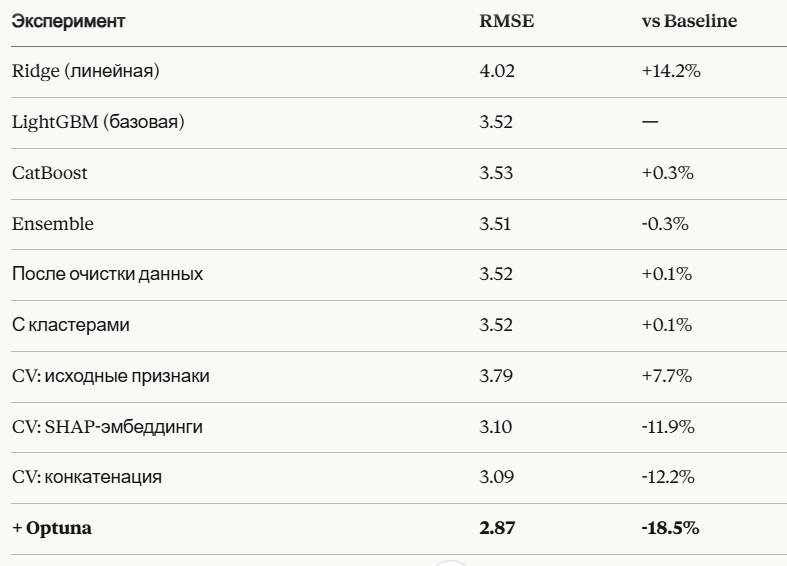 Эксперимент RMSE vs Baseline
Ridge (линейная) 4.02 +14.2%
LightGBM (базовая) 3.52 —
CatBoost 3.53 +0.3%
Ensemble 3.51 -0.3%
После очистки данных 3.52 +0.1%
С кластерами 3.52 +0.1%
CV: исходные признаки 3.79 +7.7%
CV: SHAP-эмбеддинги 3.10 -11.9%
CV: конкатенация 3.09 -12.2%
+ Optuna 2.87 -18.5%